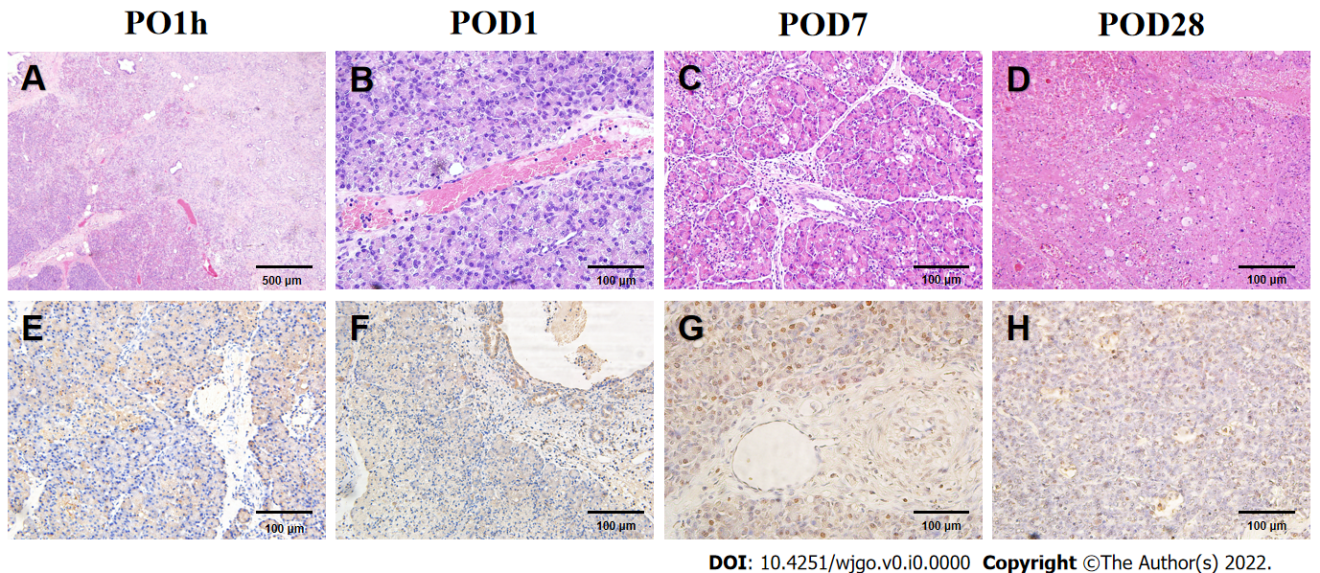 PO1h POD1 POD7 POD28
A B C D
500 µm 100 µm 100 µm 100 µm
E F G H
100 µm 100 µm 100 µm 100 µm
DOI: 10.4251/wjgo.v0.i0.0000 Copyright ©The Author(s) 2022.